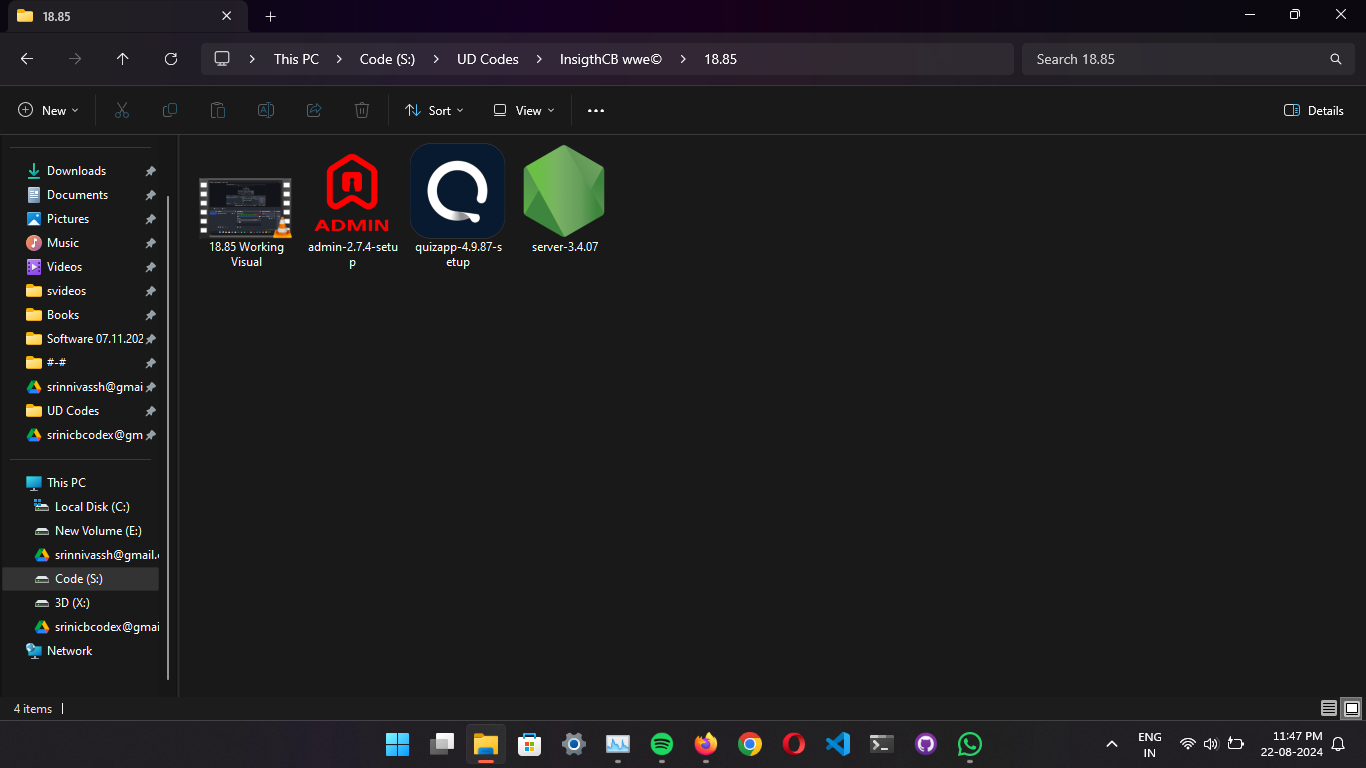 18.85
This PC
Code (S:)
UD Codes
InsigthCB wwe©
18.85
Search 18.85
New
Sort
View
Details
Downloads
Documents
Pictures
Music
Videos
svideos
Books
Software 07.11.202
#-#
srinnivassh@gmai
UD Codes
srinicbcodex@gm
This PC
Local Disk (C:)
New Volume (E:)
srinnivassh@gmail.
Code (S:)
3D (X:)
srinicbcodex@gmai
Network
18.85 Working
Visual
ADMIN
admin-2.7.4-setu
p
quizapp-4.9.87-s
etup
server-3.4.07
4 items
ENG
IN
11:47 PM
22-08-2024